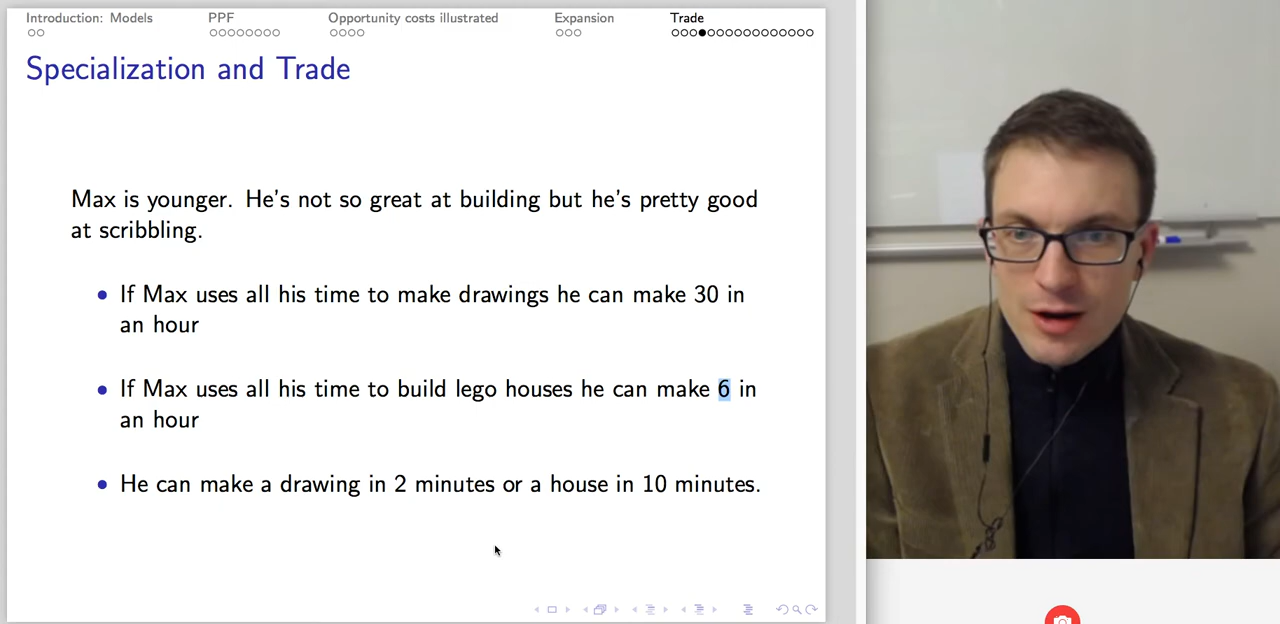 Introduction: Models PPF Opportunity costs illustrated Expansion Trade
Specialization and Trade
Max is younger. He's not so great at building but he's pretty good
at scribbling.
• If Max uses all his time to make drawings he can make 30 in
an hour
• If Max uses all his time to build lego houses he can make 6 in
an hour
• He can make a drawing in 2 minutes or a house in 10 minutes.